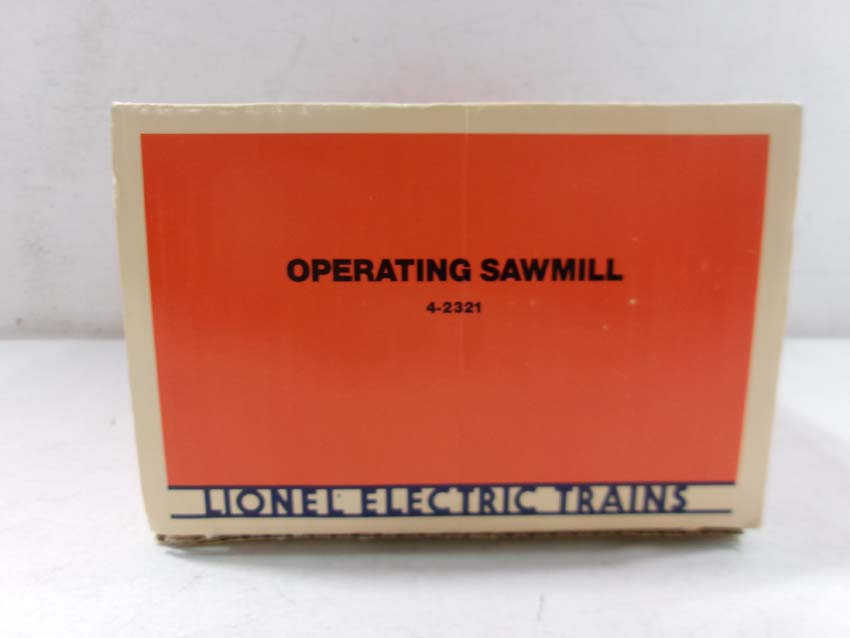 OPERATING SAWMILL
4-2321
LIONEL ELECTRIC TRAINS